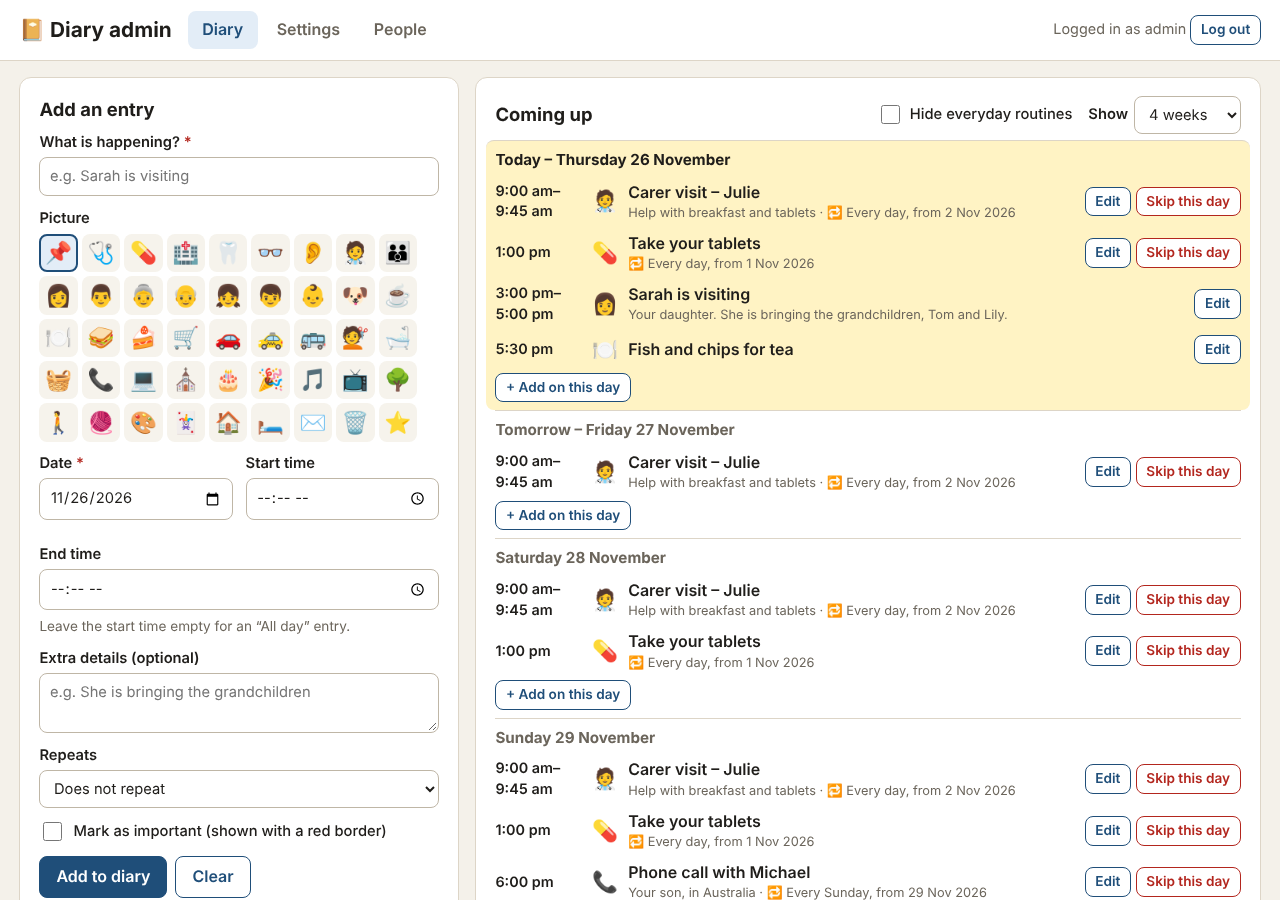 Diary admin
Diary
Settings
People
Logged in as admin
Log out
Add an entry
What is happening? *
e.g. Sarah is visiting
Picture
Date *
Start time
11/26/2026
--:-- --
End time
--:-- --
Leave the start time empty for an “All day” entry.
Extra details (optional)
e.g. She is bringing the grandchildren
Repeats
Does not repeat
Mark as important (shown with a red border)
Add to diary
Clear
Coming up
Hide everyday routines
Show
4 weeks
Today – Thursday 26 November
9:00 am–
9:45 am
Carer visit – Julie
Help with breakfast and tablets · 🔁 Every day, from 2 Nov 2026
Edit
Skip this day
1:00 pm
Take your tablets
🔁 Every day, from 1 Nov 2026
Edit
Skip this day
3:00 pm–
5:00 pm
Sarah is visiting
Your daughter. She is bringing the grandchildren, Tom and Lily.
Edit
5:30 pm
Fish and chips for tea
Edit
+ Add on this day
Tomorrow – Friday 27 November
9:00 am–
9:45 am
Carer visit – Julie
Help with breakfast and tablets · 🔁 Every day, from 2 Nov 2026
Edit
Skip this day
+ Add on this day
Saturday 28 November
9:00 am–
9:45 am
Carer visit – Julie
Help with breakfast and tablets · 🔁 Every day, from 2 Nov 2026
Edit
Skip this day
1:00 pm
Take your tablets
🔁 Every day, from 1 Nov 2026
Edit
Skip this day
+ Add on this day
Sunday 29 November
9:00 am–
9:45 am
Carer visit – Julie
Help with breakfast and tablets · 🔁 Every day, from 2 Nov 2026
Edit
Skip this day
1:00 pm
Take your tablets
🔁 Every day, from 1 Nov 2026
Edit
Skip this day
6:00 pm
Phone call with Michael
Your son, in Australia · 🔁 Every Sunday, from 29 Nov 2026
Edit
Skip this day